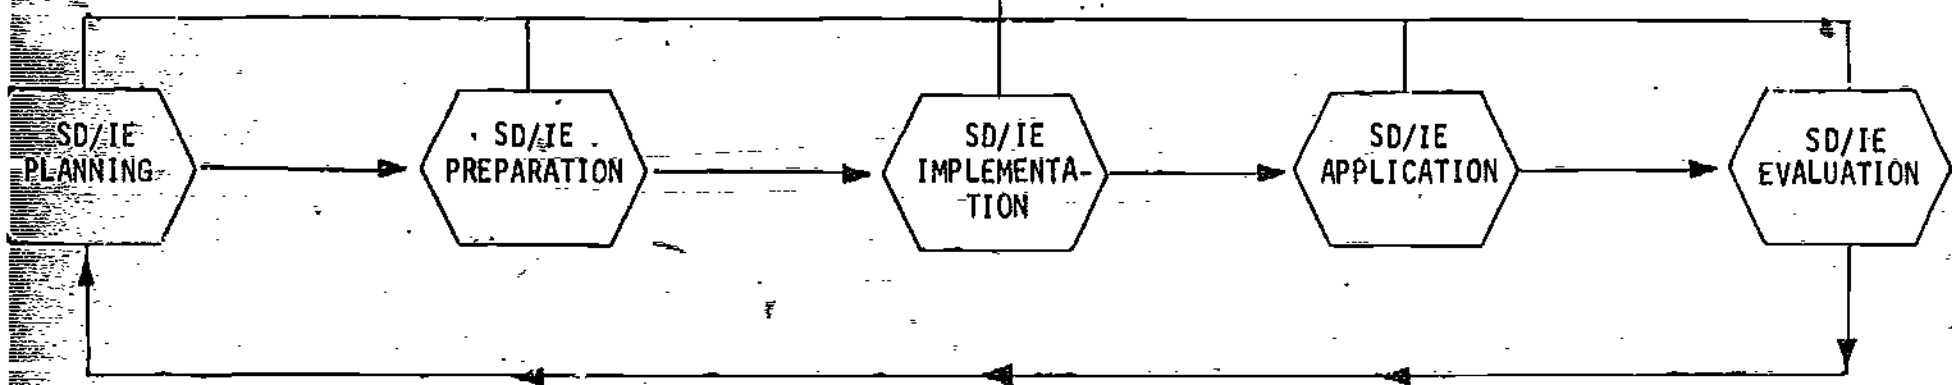 SD/IE
PLANNING
SD/IE
PREPARATION
SD/IE
IMPLEMENTA-
TION
SD/IE
APPLICATION
SD/IE
EVALUATION